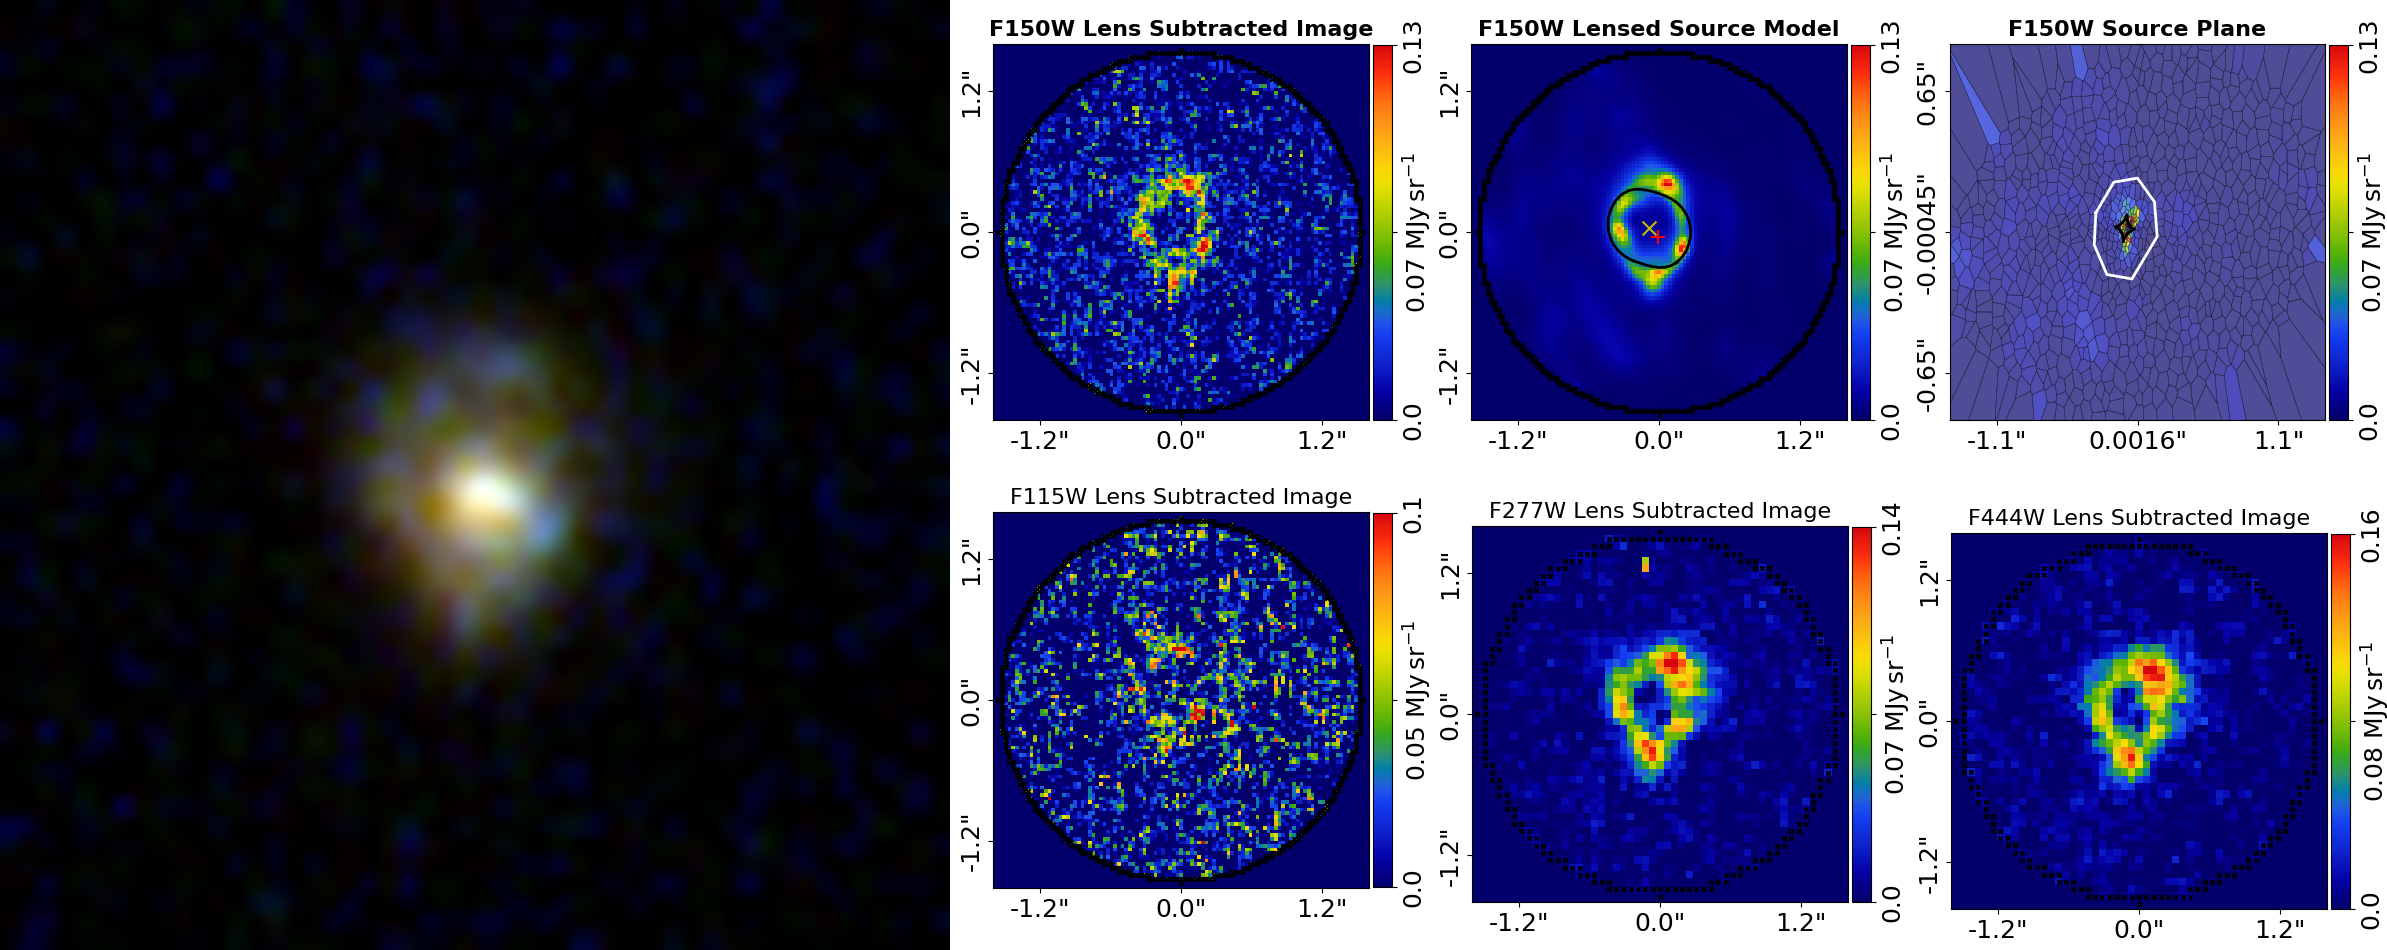 F150W Lens Subtracted Image
1.2"
0.0"
-1.2"
-1.2" 0.0" 1.2"
0.13
0.07 MJy sr⁻¹
0.0
F150W Lensed Source Model
1.2"
0.0"
-1.2"
-1.2" 0.0" 1.2"
0.13
0.07 MJy sr⁻¹
0.0
F150W Source Plane
0.65"
-0.0045"
-0.65"
-1.1" 0.0016" 1.1"
0.13
0.07 MJy sr⁻¹
0.0
F115W Lens Subtracted Image
1.2"
0.0"
-1.2"
-1.2" 0.0" 1.2"
0.1
0.05 MJy sr⁻¹
0.0
F277W Lens Subtracted Image
1.2"
0.0"
-1.2"
-1.2" 0.0" 1.2"
0.14
0.07 MJy sr⁻¹
0.0
F444W Lens Subtracted Image
1.2"
0.0"
-1.2"
-1.2" 0.0" 1.2"
0.16
0.08 MJy sr⁻¹
0.0